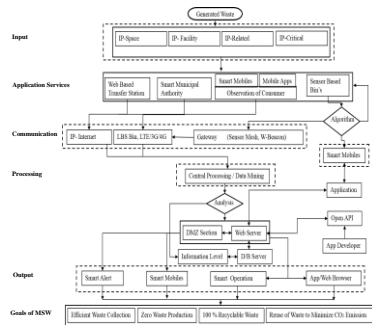 Generated Waste
Input
IP-Space
IP- Facility
IP-Related
IP-Critical
Application Services
Web Based Transfer Station
Smart Municipal Authority
Smart Mobiles
Mobile Apps
Observation of Consumer
Senser Based Bin's
Algorithm
Communication
IP- Internet
LBS Bia, LTE/3G/4G
Gateway (Senser Mosk, W-Beacon)
Smart Mobiles
Processing
Central Processing / Data Mining
Application
Analysis
DMZ Section
Web Server
Open API
Information Level
D/B Server
App Developer
Output
Smart Alert
Smart Mobiles
Smart Operation
App/Web Browser
Goals of MSW
Efficient Waste Collection
Zero Waste Production
100 % Recyclable Waste
Reuse of Waste to Minimize CO₂ Emission